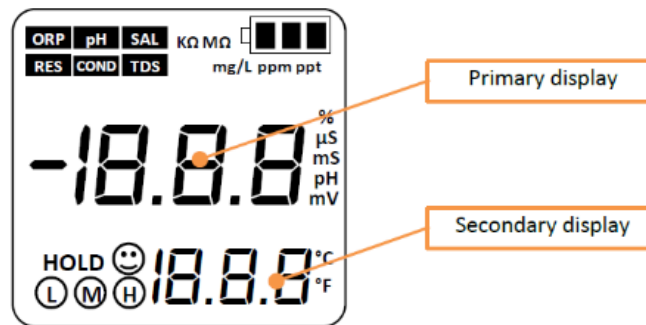 ORP pH SAL KΩ MΩ
RES COND TDS mg/L ppm ppt
Primary display
%
µS
mS
pH
mV
-18.8.8
Secondary display
HOLD
L M H
18.8.8
°C
°F